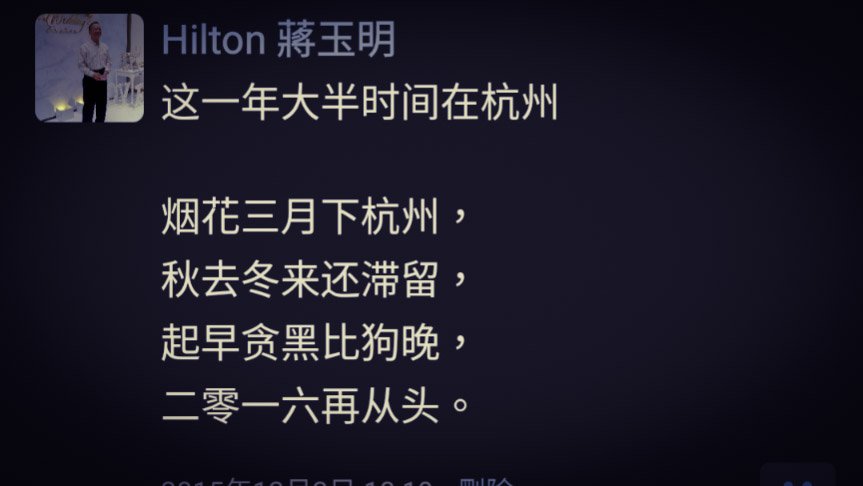 Hilton 蔣玉明
这一年大半时间在杭州
烟花三月下杭州，
秋去冬来还滞留，
起早贪黑比狗晚，
二零一六再从头。